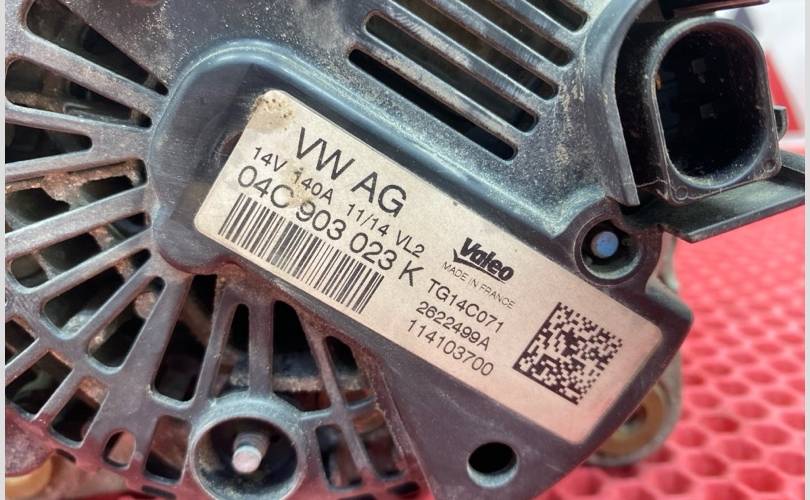 VW AG
14V 140A 11/14 VL2
04C 903 023 K
Valeo
MADE IN FRANCE
TG14C071
2622499A
114103700